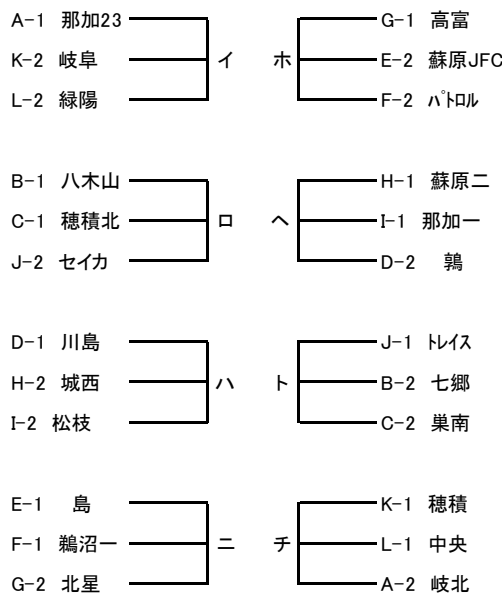 A-1 那加23
K-2 岐阜
L-2 緑陽
イ
B-1 八木山
C-1 穂積北
J-2 セイカ
ロ
D-1 川島
H-2 城西
I-2 松枝
ハ
E-1 島
F-1 鵜沼一
G-2 北星
ニ
G-1 高富
E-2 蘇原JFC
F-2 ﾊﾟﾄﾛﾙ
ホ
H-1 蘇原二
I-1 那加一
D-2 鶉
ヘ
J-1 ﾄﾚｲｽ
B-2 七郷
C-2 巣南
ト
K-1 穂積
L-1 中央
A-2 岐北
チ